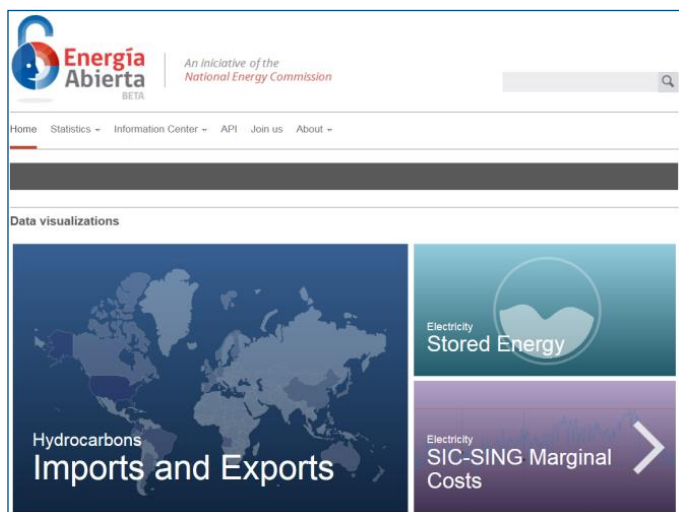 Energía
Abierta
BETA
An iniciative of the
National Energy Commission
Home Statistics Information Center API Join us About
Data visualizations
Hydrocarbons
Imports and Exports
Electricity
Stored Energy
Electricity
SIC-SING Marginal
Costs